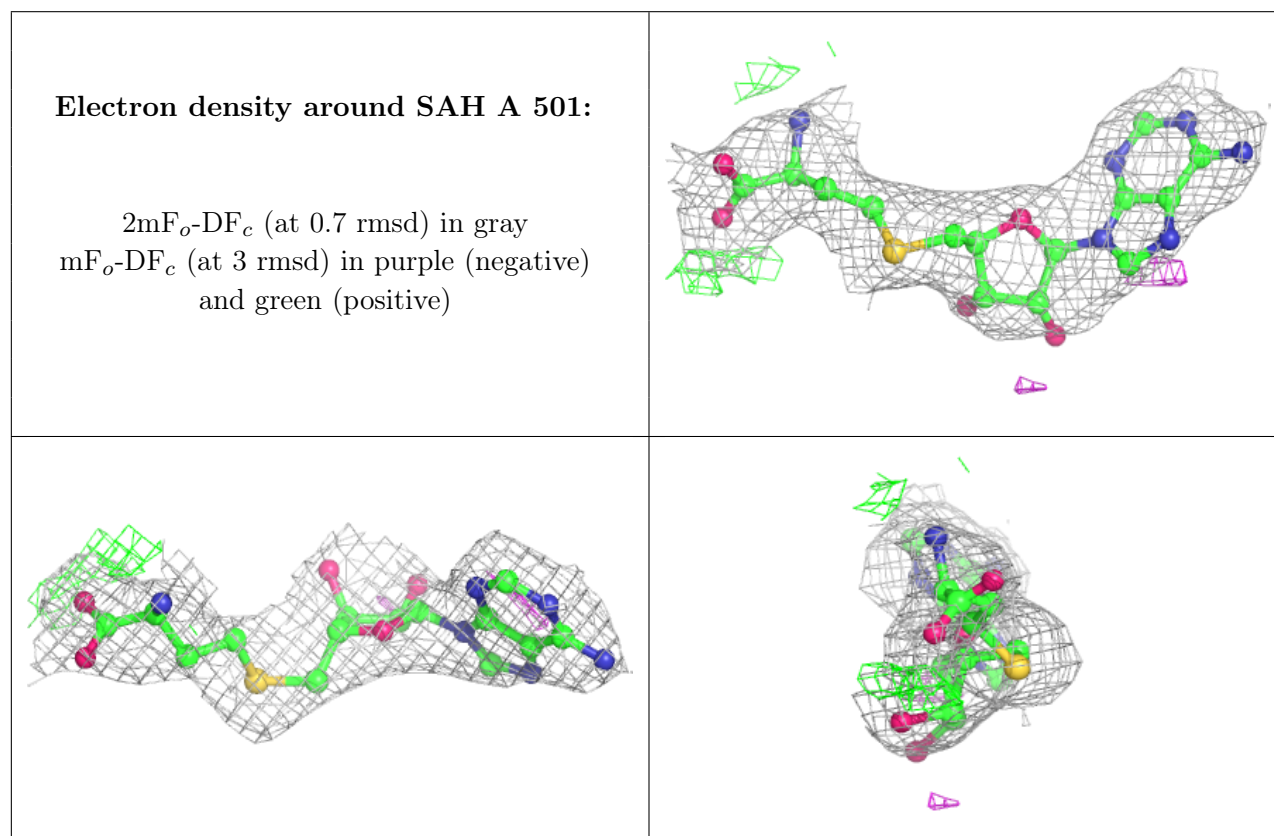 Electron density around SAH A 501:
2mFo-DFc (at 0.7 rmsd) in gray
mFo-DFc (at 3 rmsd) in purple (negative)
and green (positive)